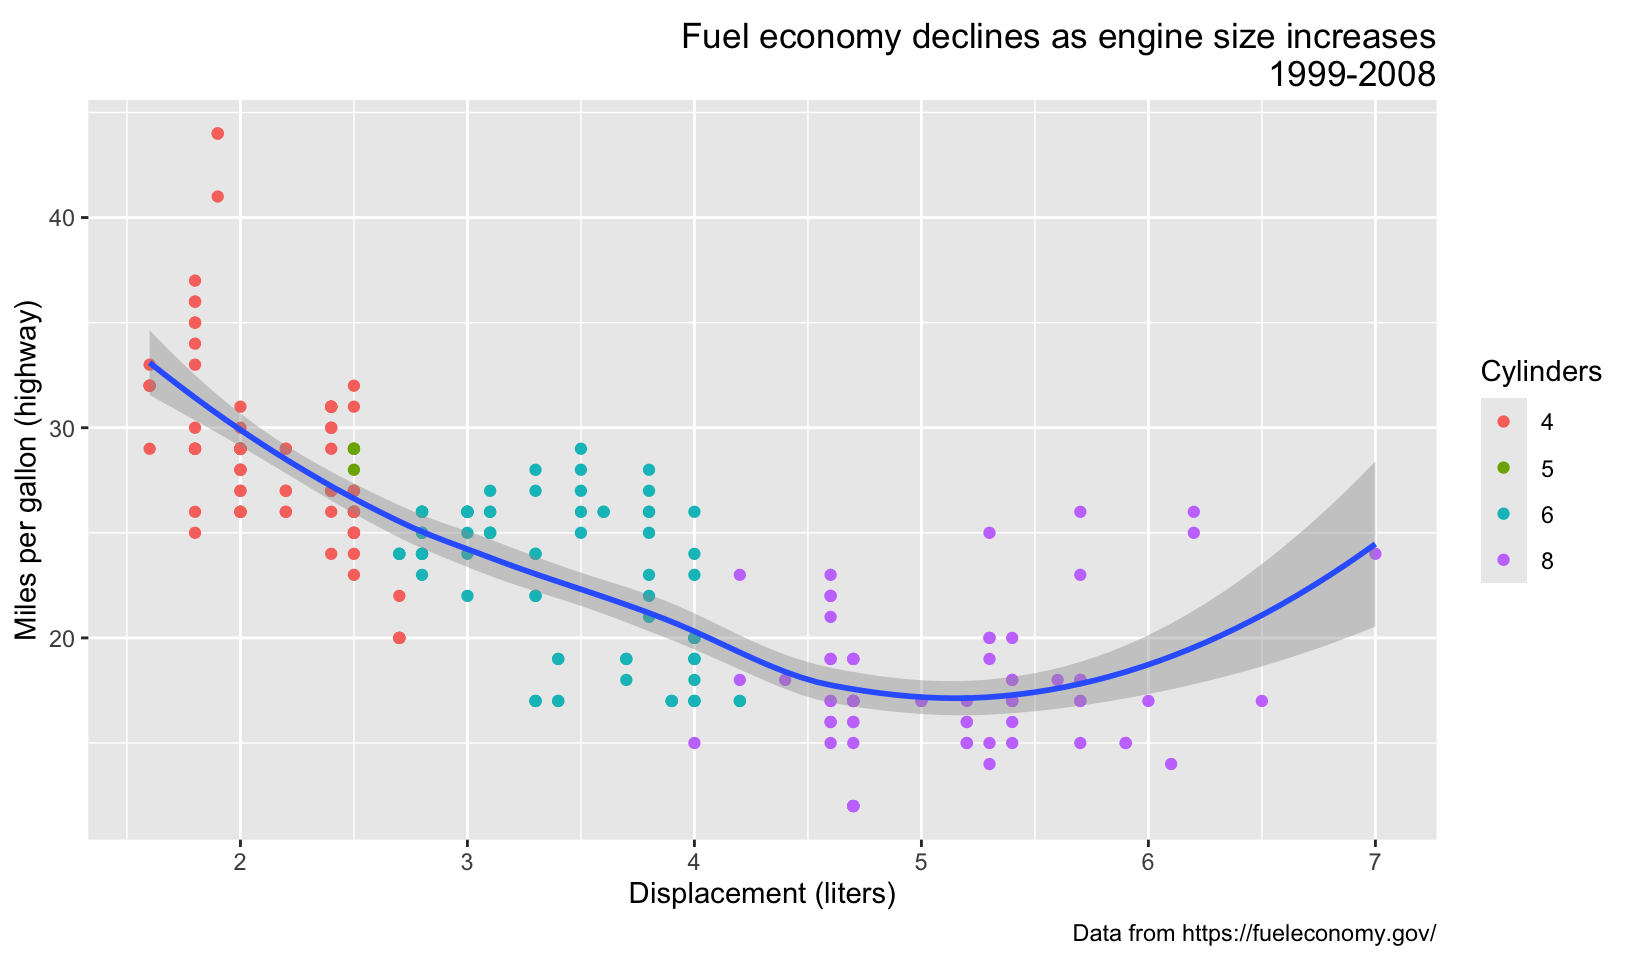 Fuel economy declines as engine size increases
1999-2008
Miles per gallon (highway)
40
30
20
2 3 4 5 6 7
Displacement (liters)
Cylinders
4
5
6
8
Data from https://fueleconomy.gov/